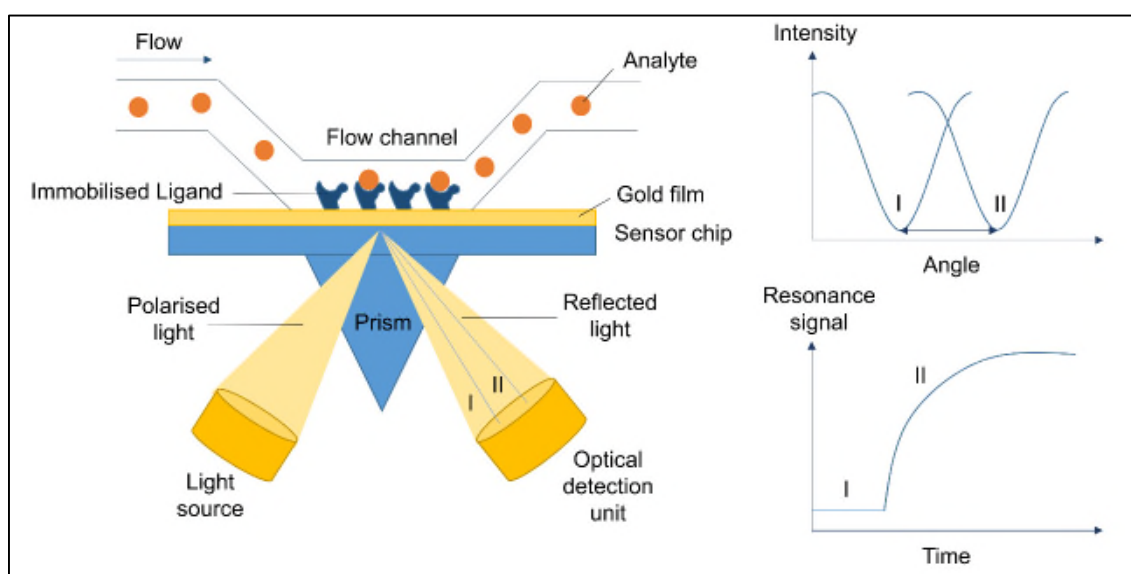 Flow
Analyte
Flow channel
Immobilised Ligand
Gold film
Sensor chip
Polarised
light
Prism
Reflected
light
I
II
Light
source
Optical
detection
unit
Intensity
I
II
Angle
Resonance
signal
II
I
Time